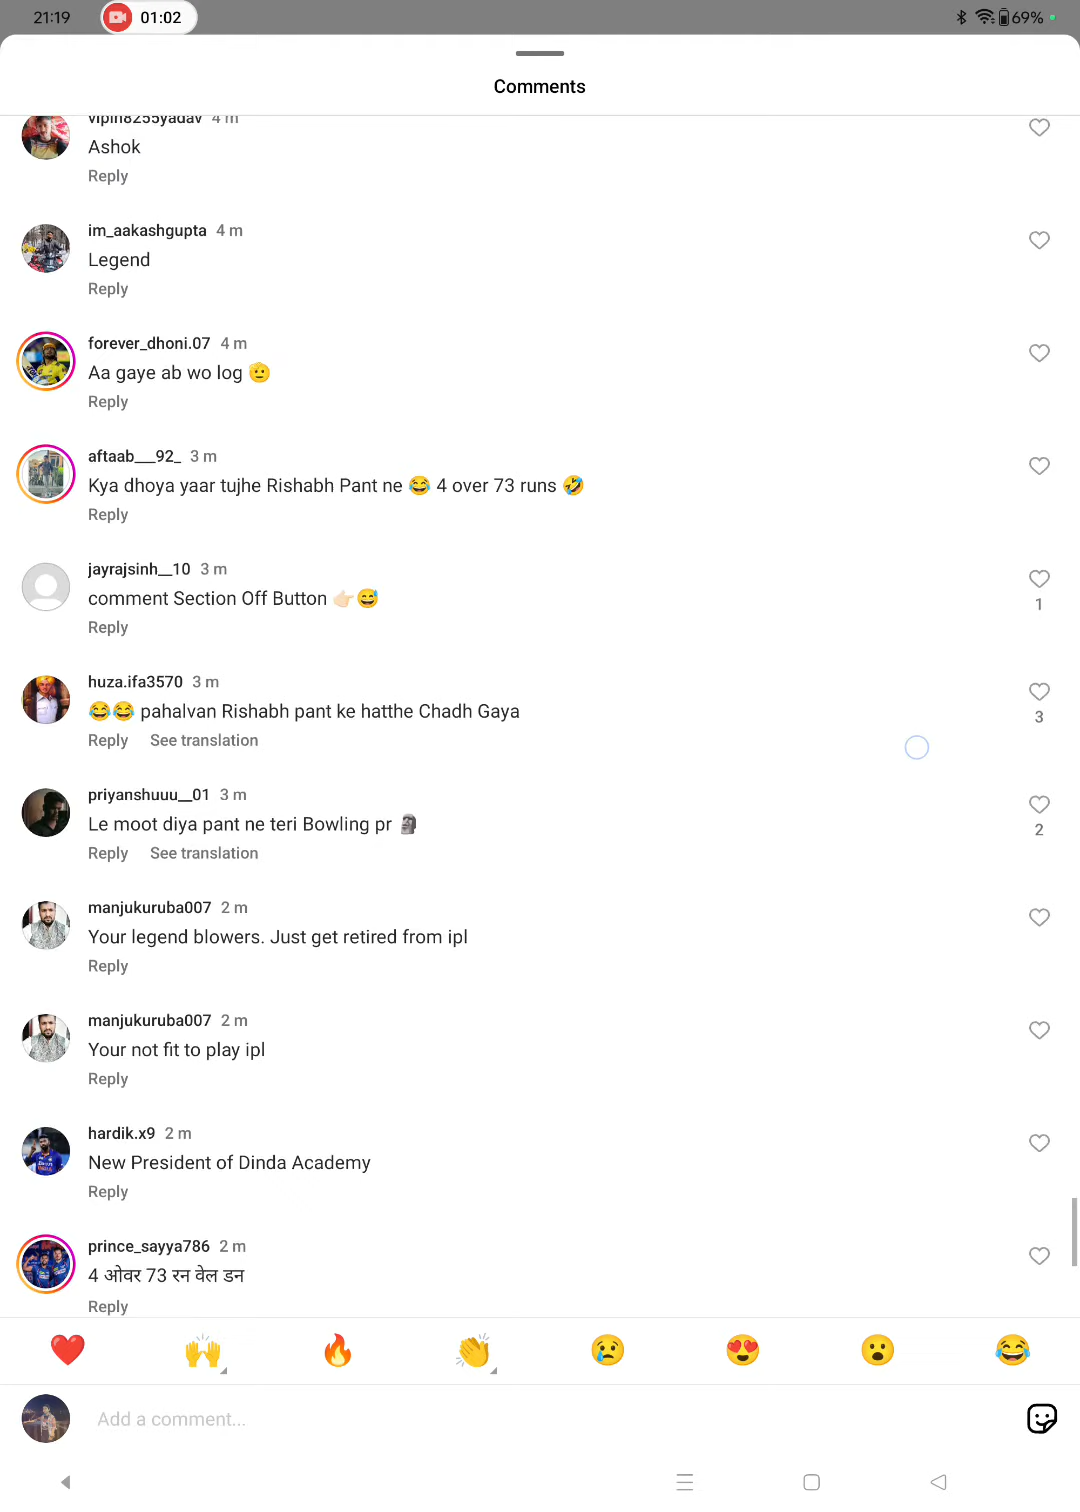 21:19 01:02 69%
Comments
vipin8255yadav 4 m
Ashok
Reply
im_aakashgupta 4 m
Legend
Reply
forever_dhoni.07 4 m
Aa gaye ab wo log 🫡
Reply
aftaab___92_ 3 m
Kya dhoya yaar tujhe Rishabh Pant ne 😂 4 over 73 runs 🤣
Reply
jayrajsinh__10 3 m
comment Section Off Button 👉🏻😅
1
Reply
huza.ifa3570 3 m
😂😂 pahalvan Rishabh pant ke hatthe Chadh Gaya
3
Reply See translation
priyanshuuu__01 3 m
Le moot diya pant ne teri Bowling pr 🗿
2
Reply See translation
manjukuruba007 2 m
Your legend blowers. Just get retired from ipl
Reply
manjukuruba007 2 m
Your not fit to play ipl
Reply
hardik.x9 2 m
New President of Dinda Academy
Reply
prince_sayya786 2 m
4 ओवर 73 रन वेल डन
Reply
❤️ 🙌 🔥 👏 😢 😍 😮 😂
Add a comment...